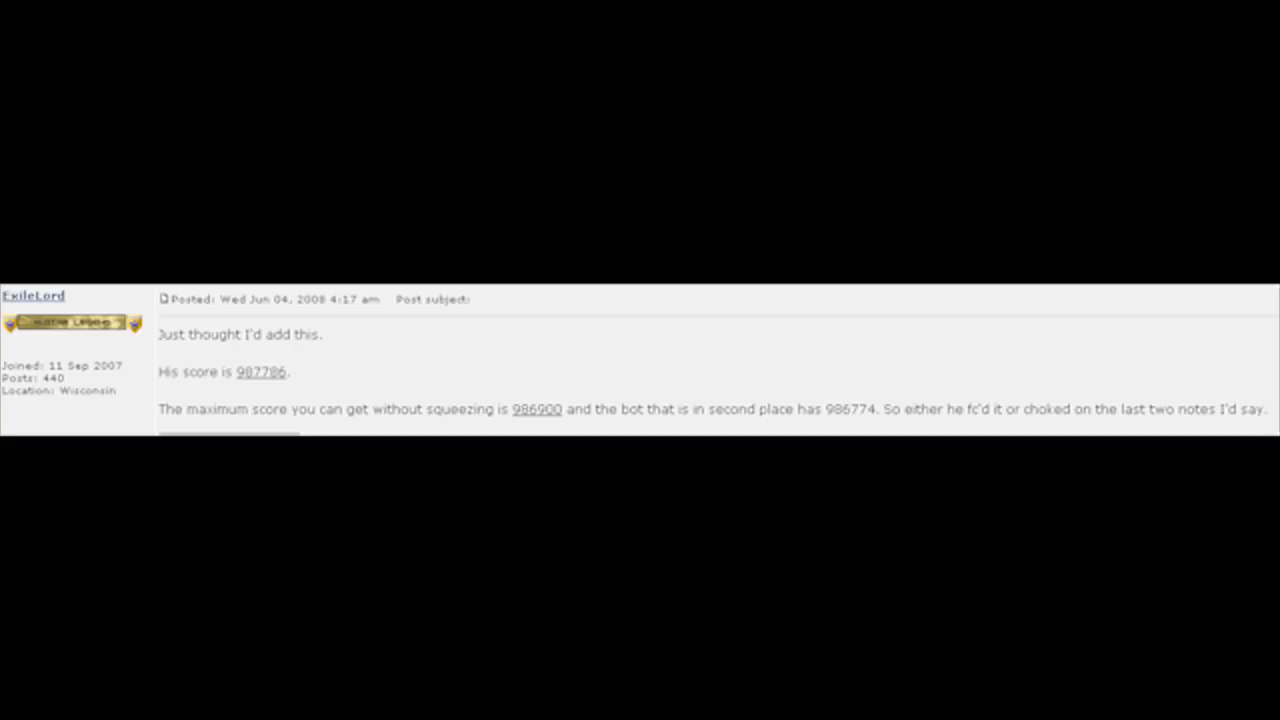 ExileLord
Posted: Wed Jun 04, 2008 4:17 am Post subject:
Just thought I'd add this.
Joined: 11 Sep 2007
Posts: 440
Location: Wisconsin
His score is 987786.
The maximum score you can get without squeezing is 986900 and the bot that is in second place has 986774. So either he fc'd it or choked on the last two notes I'd say.